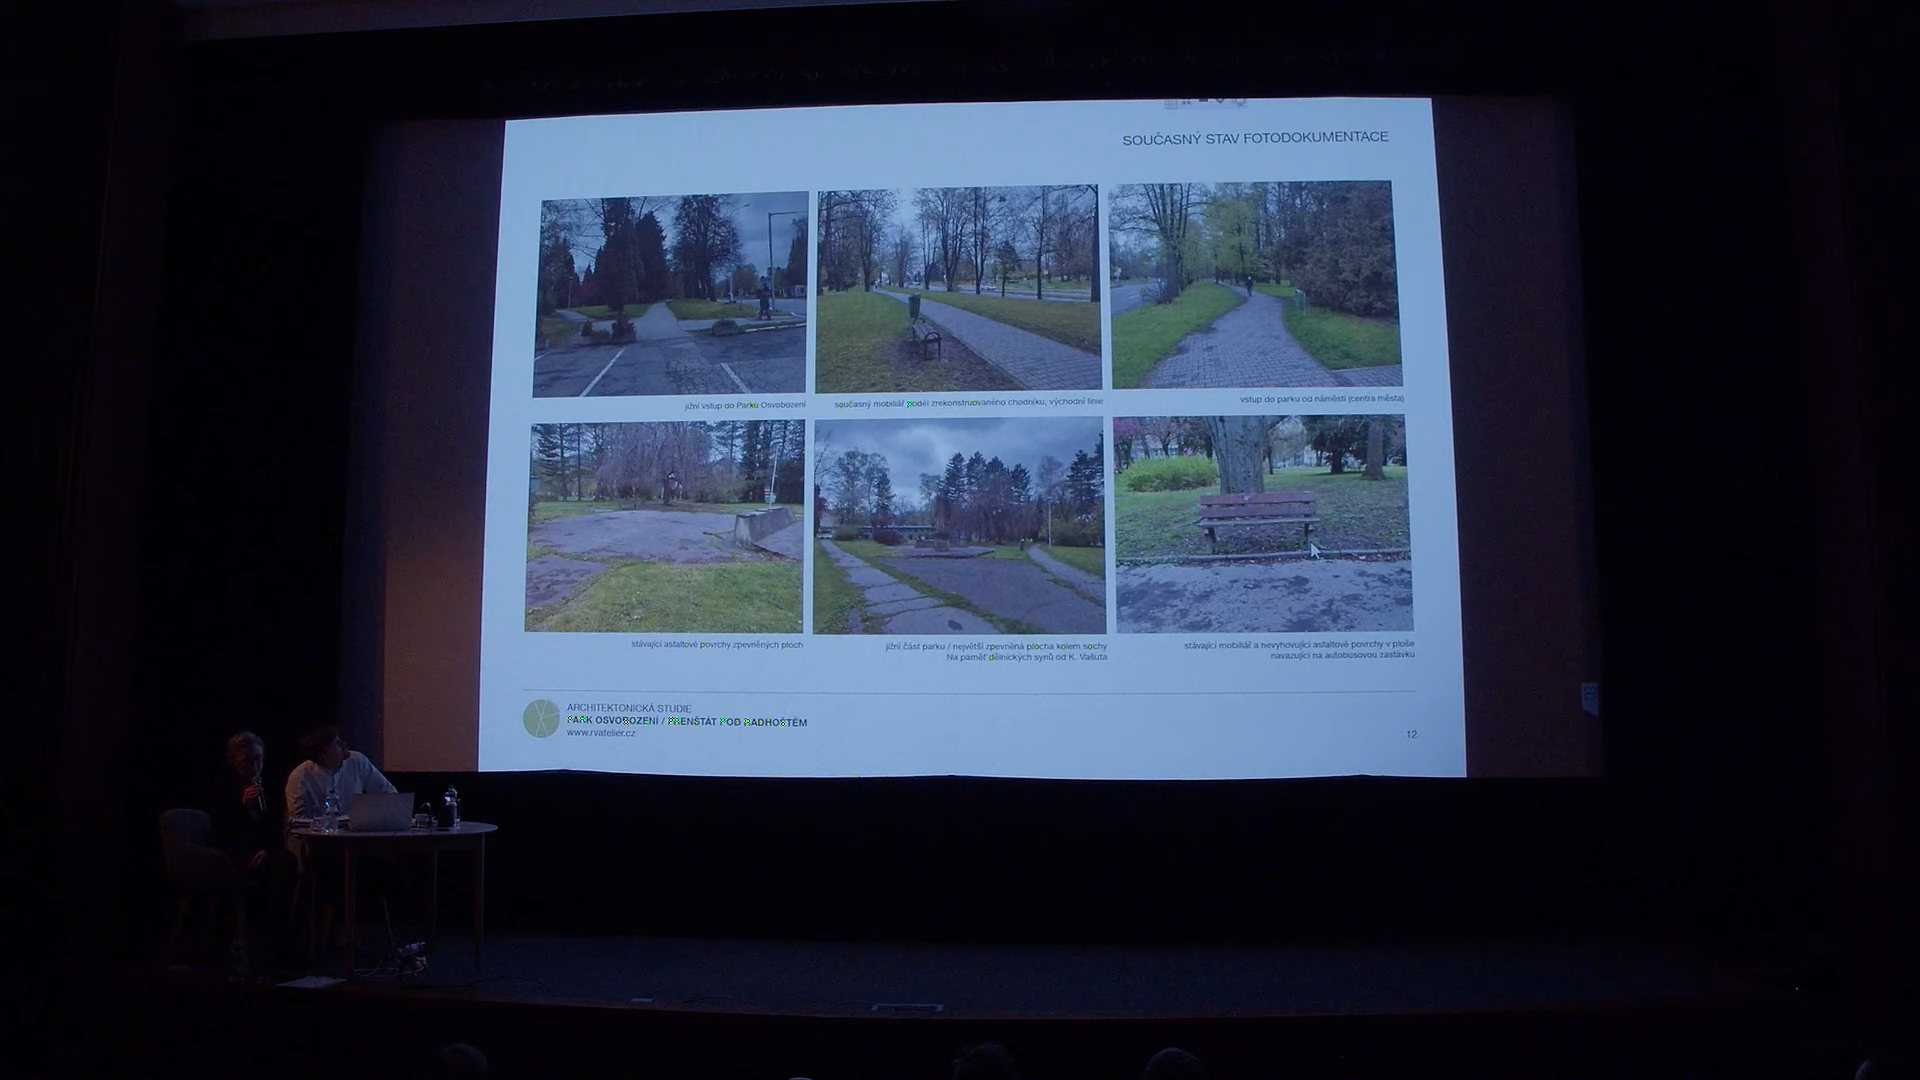 SOUČASNÝ STAV FOTODOKUMENTACE
jižní vstup do Parku Osvobození
současný mobiliář podél zrekonstruovaného chodníku, východní linie
vstup do parku od náměstí (centra města)
stávající asfaltové povrchy zpevněných ploch
jižní část parku / největší zpevněná plocha kolem sochy
Na paměť dělnických synů od K. Vašuta
stávající mobiliář a nevyhovující asfaltové povrchy v ploše
navazující na autobusovou zastávku
ARCHITEKTONICKÁ STUDIE
PARK OSVOBOZENÍ / FRENŠTÁT POD RADHOŠTĚM
www.rvatelier.cz
12